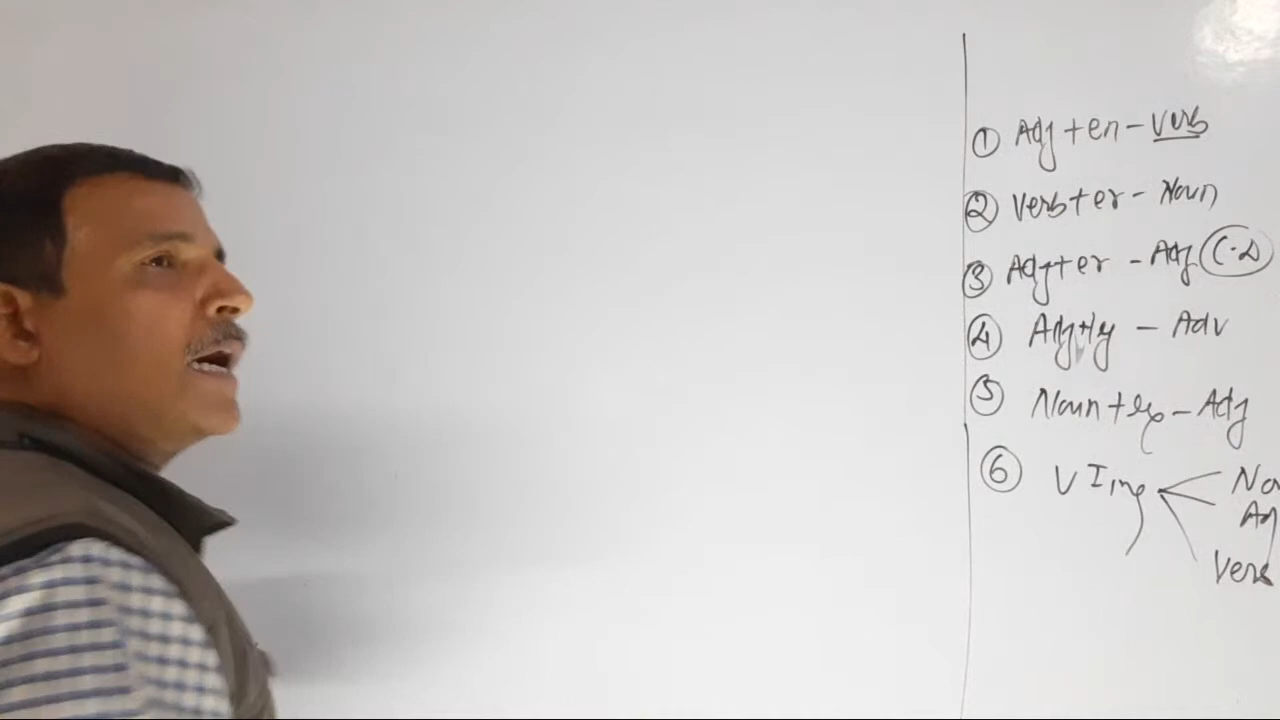 ① Adj + en - Verb
② Verb + er - Noun
③ Adj + er - Adj (C.D
④ Adj + ly - Adv
⑤ Noun + - Adj
⑥ V Ing
Verb